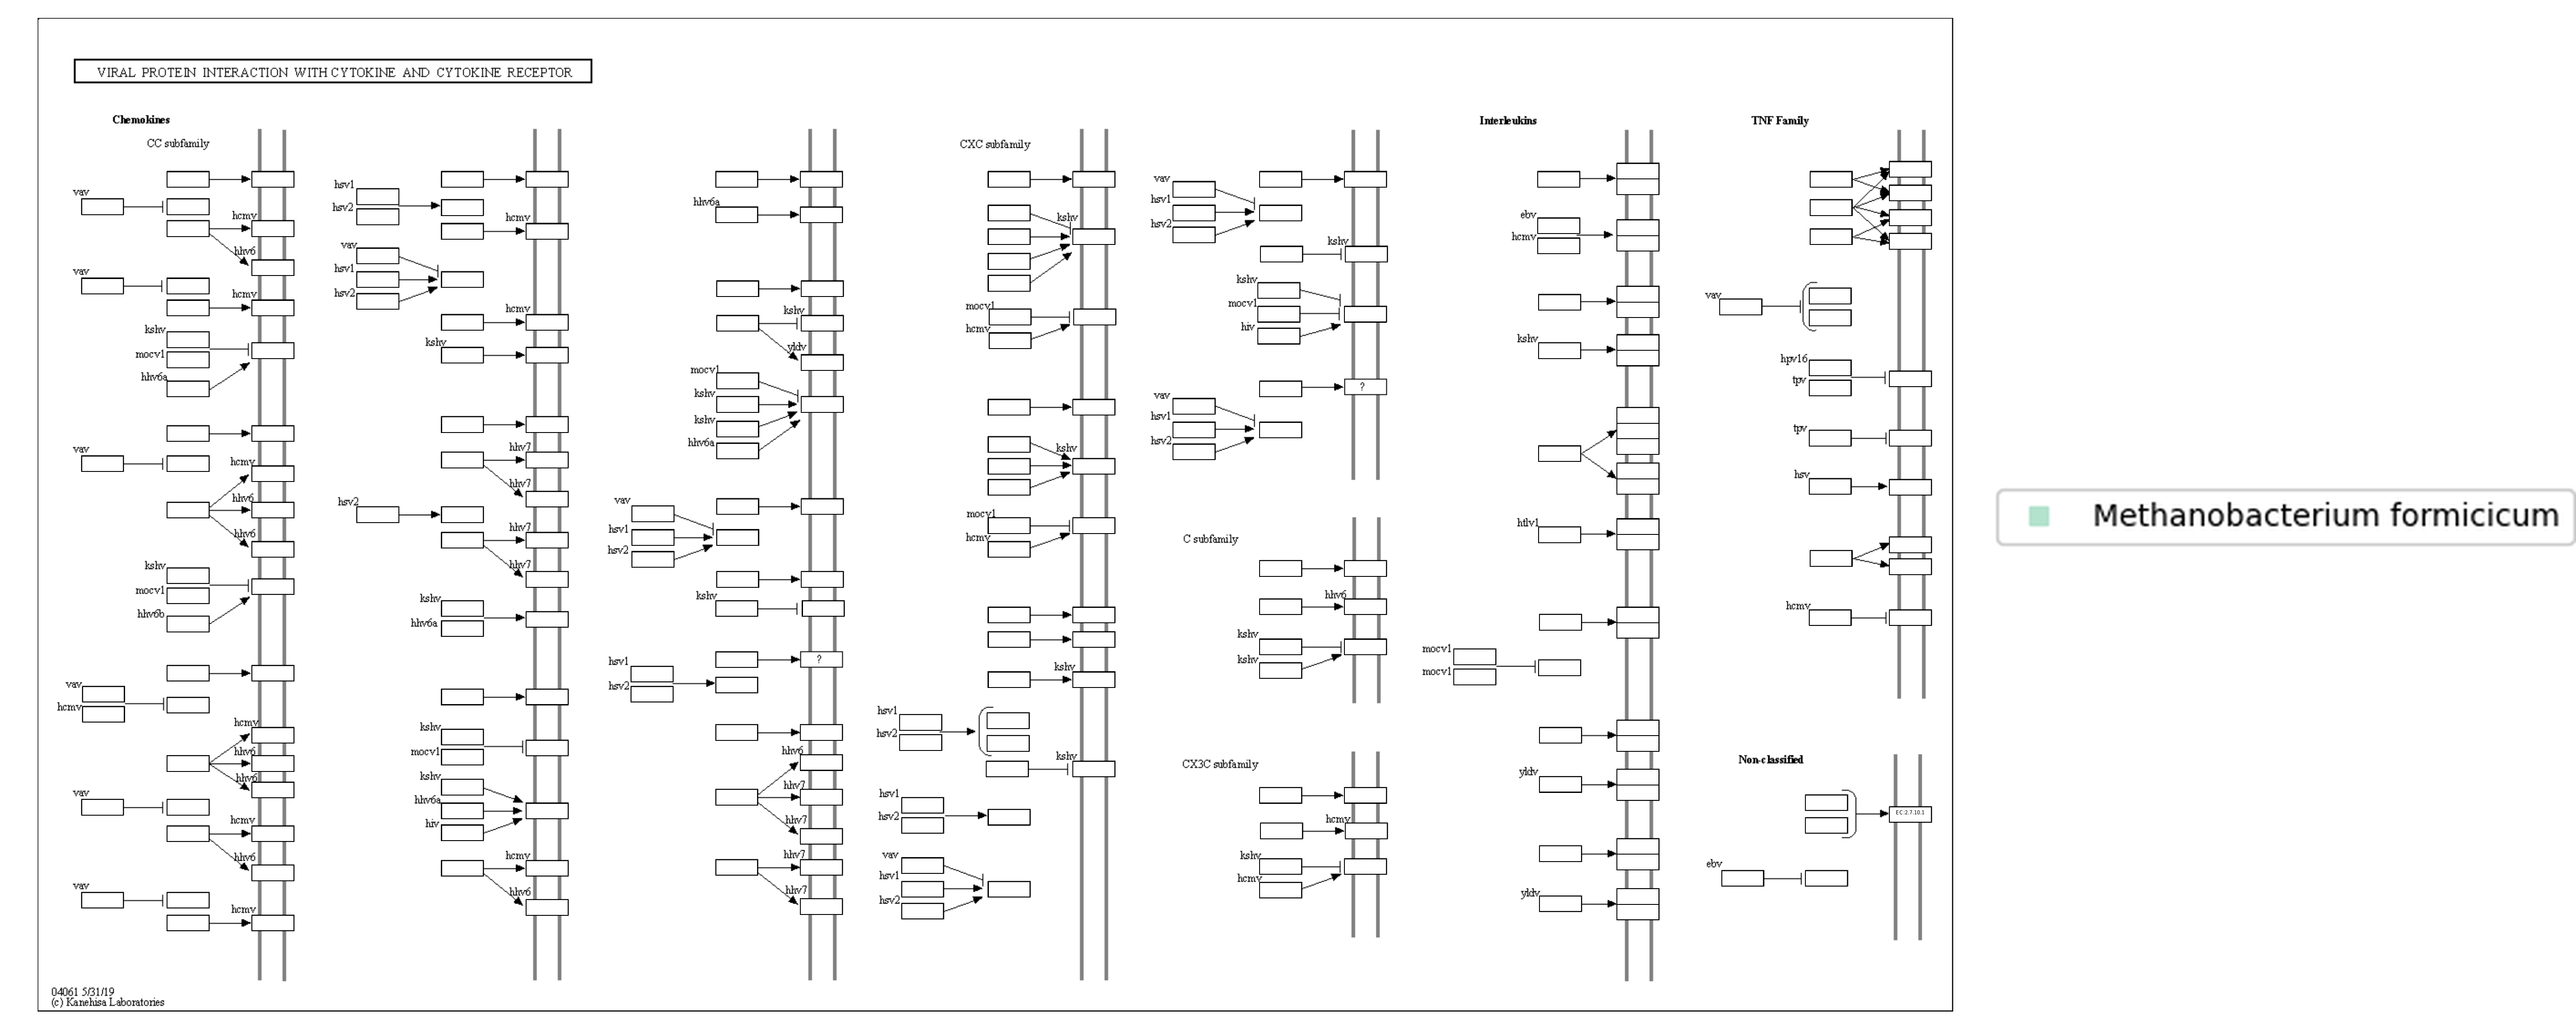 VIRAL PROTEIN INTERACTION WITH CYTOKINE AND CYTOKINE RECEPTOR
Chemokines
CC subfamily
vav
hcmv
hhv6
vav
hcmv
kshv
mocv1
hhv6a
vav
hcmv
hhv6
hhv6
kshv
mocv1
hhv6b
vav
hcmv
hcmv
hhv6
hhv6
vav
hcmv
hhv6
vav
hcmv
hsv1
hsv2
hcmv
vav
hsv1
hsv2
hcmv
kshv
hhv7
hhv7
hsv2
hhv7
hhv7
kshv
hhv6a
kshv
mocv1
kshv
hhv6a
hiv
hcmv
hhv6
hhv6a
kshv
yldv
mocv1
kshv
kshv
hhv6a
vav
hsv1
hsv2
kshv
?
hsv1
hsv2
hhv6
hhv7
hhv7
hhv7
hhv7
CXC subfamily
kshv
mocv1
hcmv
kshv
mocv1
hcmv
kshv
hsv1
hsv2
kshv
hsv1
hsv2
vav
hsv1
hsv2
vav
hsv1
hsv2
kshv
kshv
mocv1
hiv
?
vav
hsv1
hsv2
C subfamily
hhv6
kshv
kshv
CX3C subfamily
hcmv
kshv
hcmv
Interleukins
ebv
hcmv
kshv
htlv1
mocv1
mocv1
yldv
yldv
TNF Family
vav
hpv16
tpv
tpv
hsv
hcmv
Non-classified
EC:2.7.10.1
ebv
04061 5/31/19
(c) Kanehisa Laboratories
Methanobacterium formicicum